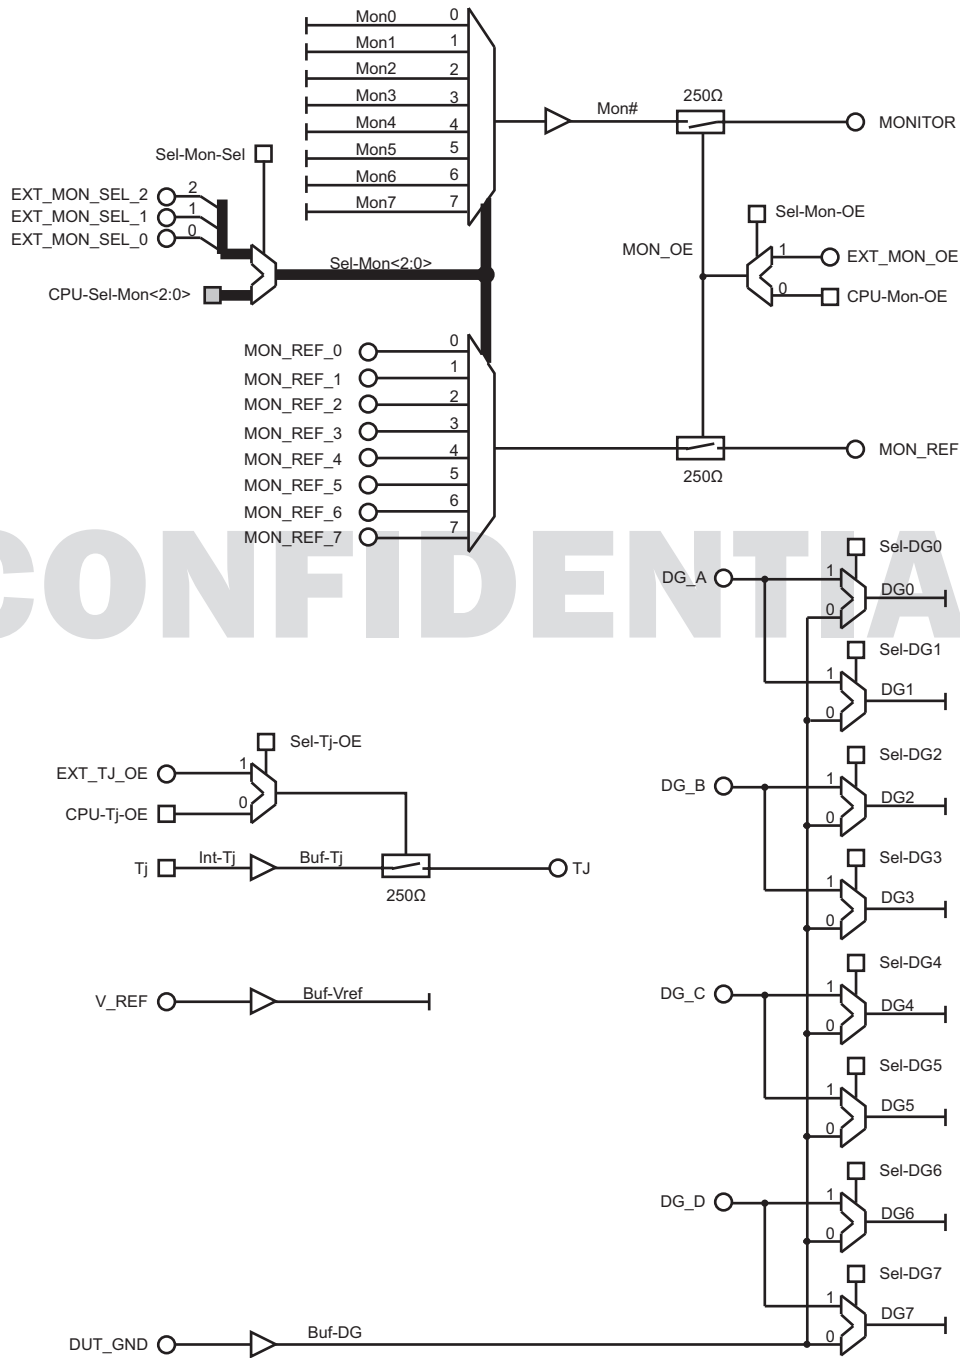 Mon0 0
Mon1 1
Mon2 2
Mon3 3
Mon4 4
Mon5 5
Mon6 6
Mon7 7
Mon#
250Ω
MONITOR
Sel-Mon-Sel
EXT_MON_SEL_2 2
EXT_MON_SEL_1 1
EXT_MON_SEL_0 0
Sel-Mon<2:0>
CPU-Sel-Mon<2:0>
MON_OE
Sel-Mon-OE
1 EXT_MON_OE
0 CPU-Mon-OE
MON_REF_0 0
MON_REF_1 1
MON_REF_2 2
MON_REF_3 3
MON_REF_4 4
MON_REF_5 5
MON_REF_6 6
MON_REF_7 7
MON_REF
250Ω
CONFIDENTIA
Sel-DG0
DG_A 1
DG0
0
Sel-DG1
1
DG1
0
Sel-Tj-OE
EXT_TJ_OE 1
CPU-Tj-OE 0
Tj Int-Tj Buf-Tj TJ
250Ω
Sel-DG2
DG_B 1
DG2
0
Sel-DG3
1
DG3
0
V_REF Buf-Vref
Sel-DG4
DG_C 1
DG4
0
Sel-DG5
1
DG5
0
Sel-DG6
DG_D 1
DG6
0
Sel-DG7
1
DG7
0
DUT_GND Buf-DG